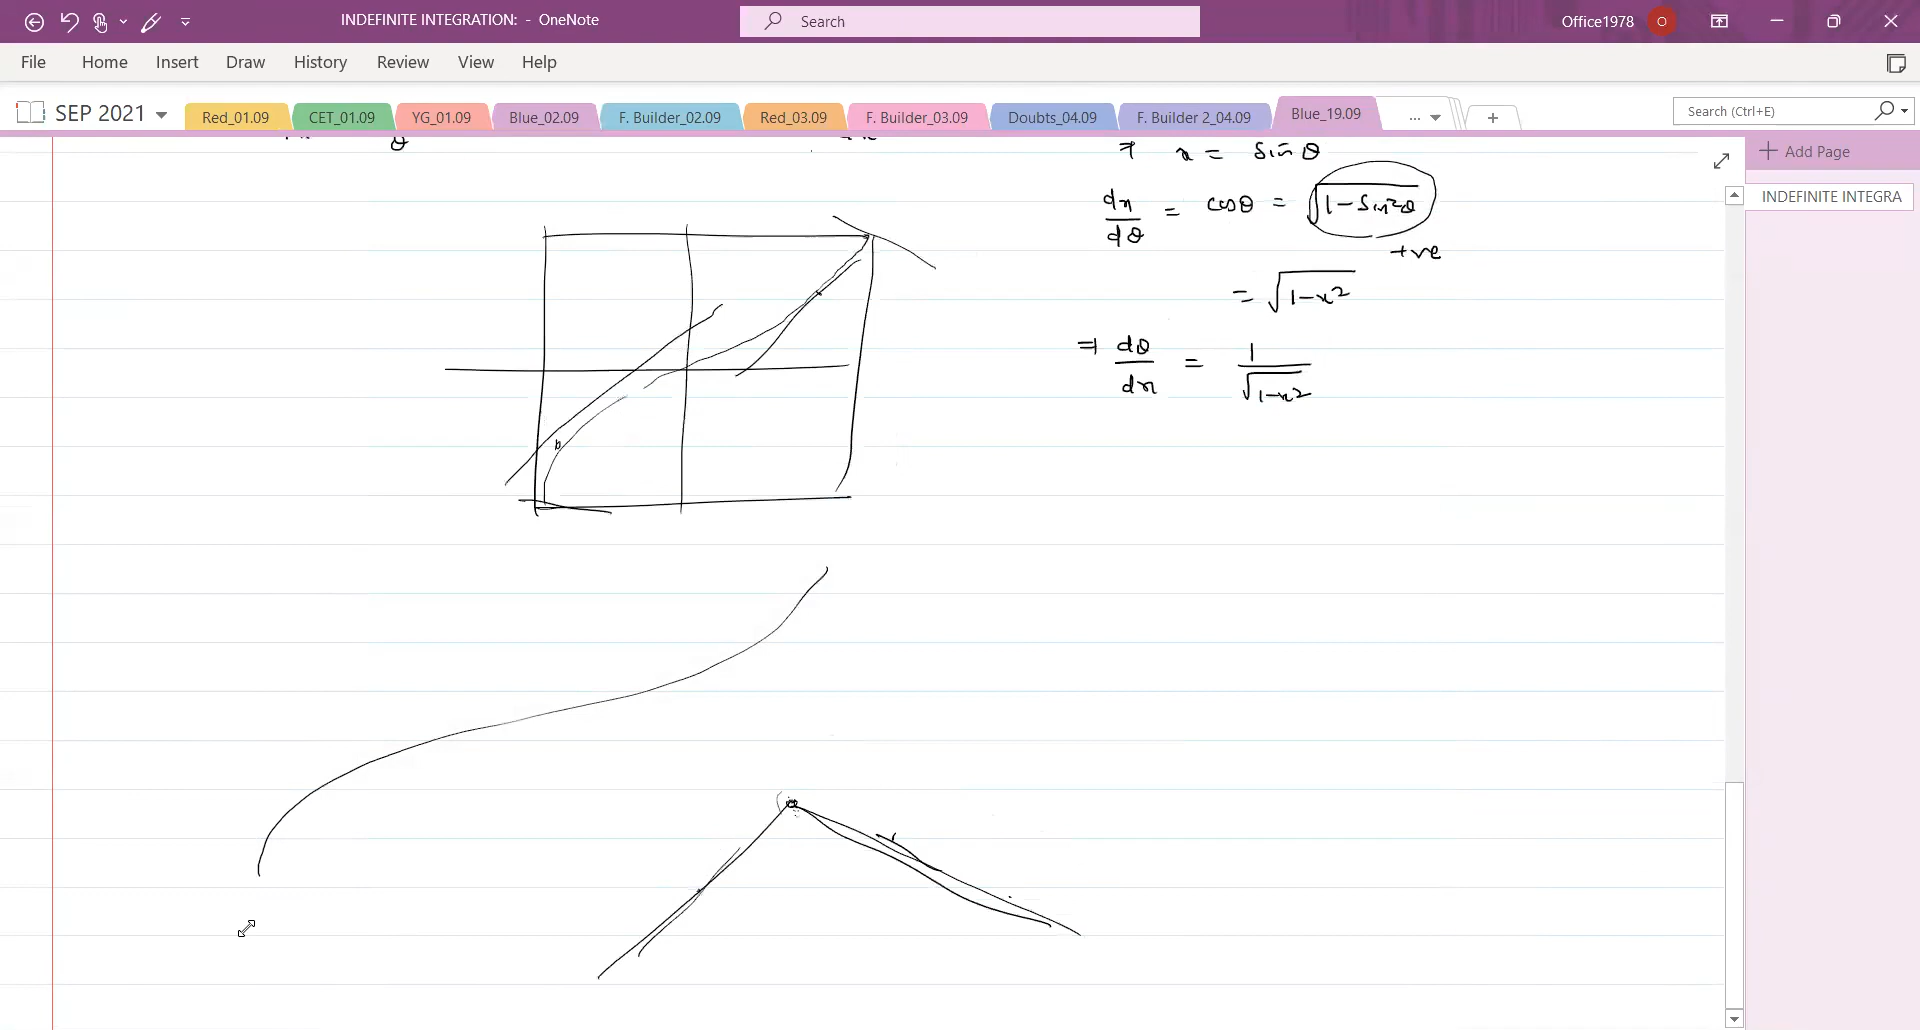 INDEFINITE INTEGRATION: - OneNote
Search
Office1978 O
File Home Insert Draw History Review View Help
SEP 2021 Red_01.09 CET_01.09 YG_01.09 Blue_02.09 F. Builder_02.09 Red_03.09 F. Builder_03.09 Doubts_04.09 F. Builder 2_04.09 Blue_19.09 ... +
Search (Ctrl+E)
Add Page
INDEFINITE INTEGRA
⇒ x = sin θ
dx/dθ = cosθ = √(1-sin²θ)
+ve
= √(1-x²)
⇒ dθ/dx = 1/√(1-x²)